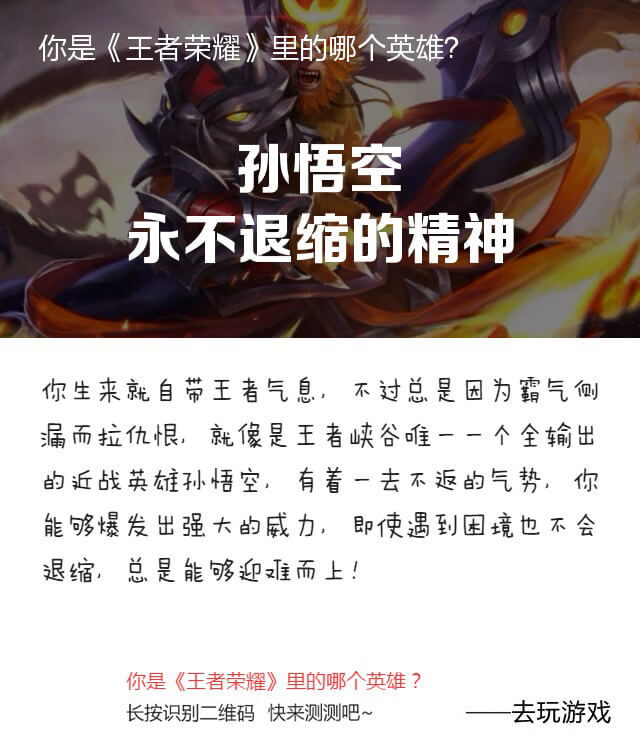 你是《王者荣耀》里的哪个英雄?
孙悟空
永不退缩的精神
你生来就自带王者气息，不过总是因为霸气侧
漏而拉仇恨，就像是王者峡谷唯一一个全输出
的近战英雄孙悟空，有着一去不返的气势，你
能够爆发出强大的威力，即使遇到困境也不会
退缩，总是能够迎难而上！
你是《王者荣耀》里的哪个英雄？
长按识别二维码 快来测测吧~
——去玩游戏